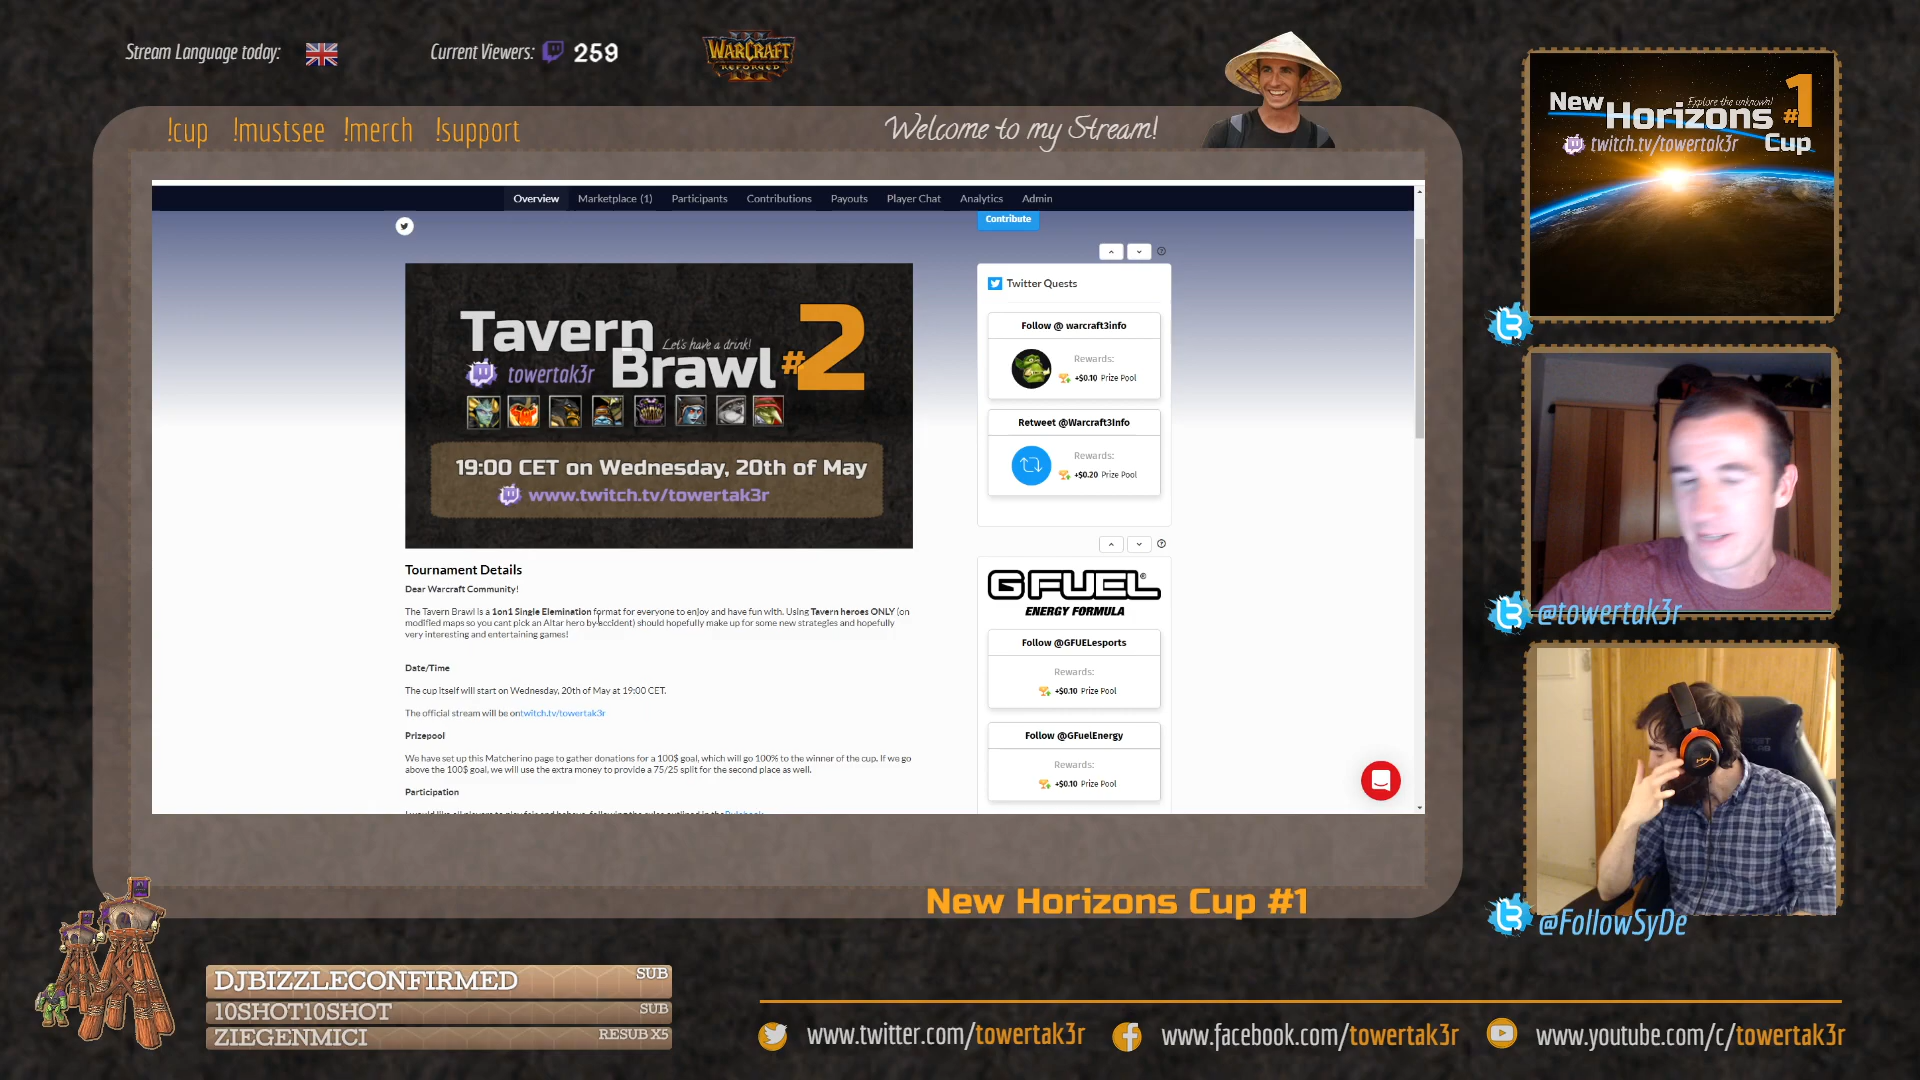 Stream Language today:
Current Viewers: 259
WARCRAFT
REFORGED
!cup !mustsee !merch !support
Welcome to my Stream!
Overview Marketplace (1) Participants Contributions Payouts Player Chat Analytics Admin
Contribute
Tavern
Let's have a drink!
Brawl #2
towertak3r
19:00 CET on Wednesday, 20th of May
www.twitch.tv/towertak3r
Tournament Details
Dear Warcraft Community!
The Tavern Brawl is a 1on1 Single Elemination format for everyone to enjoy and have fun with. Using Tavern heroes ONLY (on
modified maps so you cant pick an Altar hero by accident) should hopefully make up for some new strategies and hopefully
very interesting and entertaining games!
Date/Time
The cup itself will start on Wednesday, 20th of May at 19:00 CET.
The official stream will be ontwitch.tv/towertak3r
Prizepool
We have set up this Matcherino page to gather donations for a 100$ goal, which will go 100% to the winner of the cup. If we go
above the 100$ goal, we will use the extra money to provide a 75/25 split for the second place as well.
Participation
Twitter Quests
Follow @ warcraft3info
Rewards:
+$0.10 Prize Pool
Retweet @Warcraft3Info
Rewards:
+$0.20 Prize Pool
G FUEL®
ENERGY FORMULA
Follow @GFUELesports
Rewards:
+$0.10 Prize Pool
Follow @GFuelEnergy
Rewards:
+$0.10 Prize Pool
New Horizons Cup #1
New Explore the unknown! #1
Horizons
twitch.tv/towertak3r Cup
@towertak3r
@FollowSyDe
DJBIZZLECONFIRMED SUB
10SHOT10SHOT SUB
ZIEGENMICI RESUB X5
www.twitter.com/towertak3r www.facebook.com/towertak3r www.youtube.com/c/towertak3r